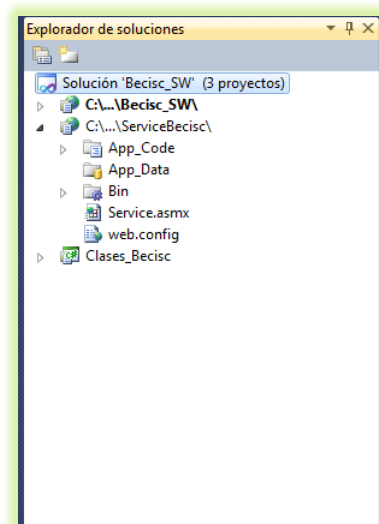 Explorador de soluciones
Solución 'Becisc_SW' (3 proyectos)
C:\...\Becisc_SW\
C:\...\ServiceBecisc\
App_Code
App_Data
Bin
Service.asmx
web.config
Clases_Becisc